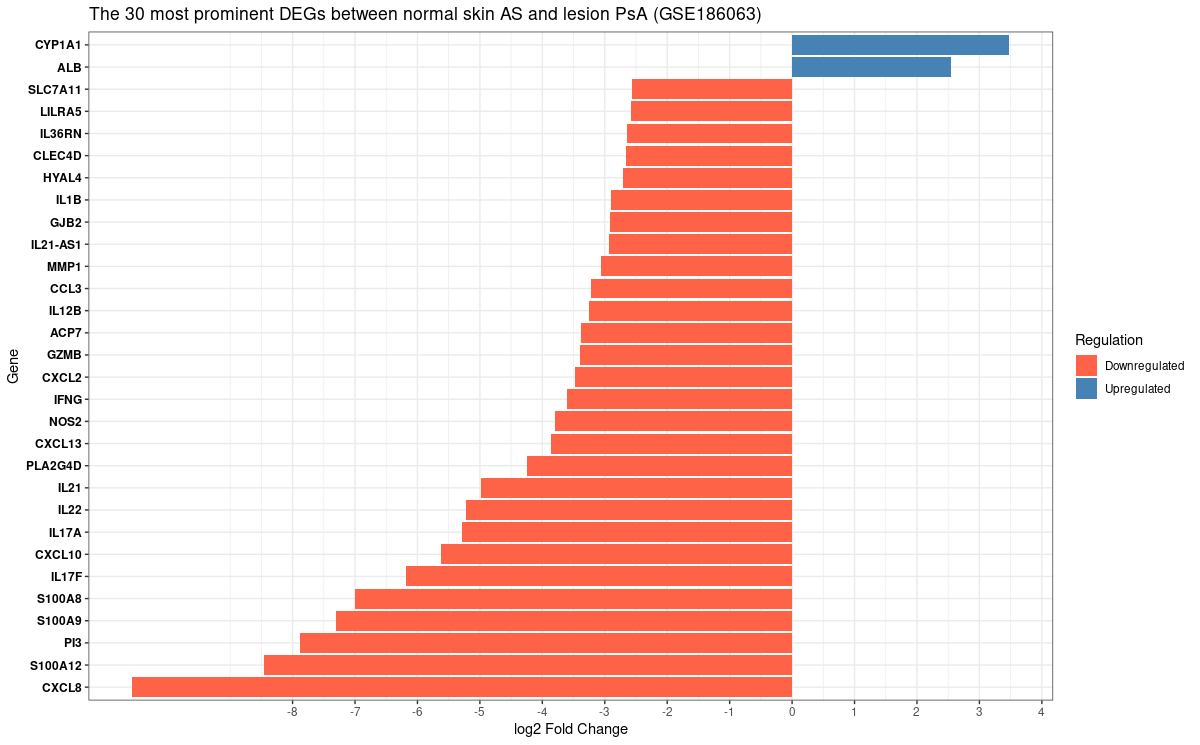 The 30 most prominent DEGs between normal skin AS and lesion PsA (GSE186063)
CYP1A1
ALB
SLC7A11
LILRA5
IL36RN
CLEC4D
HYAL4
IL1B
GJB2
IL21-AS1
MMP1
CCL3
IL12B
ACP7
GZMB
CXCL2
IFNG
NOS2
CXCL13
PLA2G4D
IL21
IL22
IL17A
CXCL10
IL17F
S100A8
S100A9
PI3
S100A12
CXCL8
Gene
-8 -7 -6 -5 -4 -3 -2 -1 0 1 2 3 4
log2 Fold Change
Regulation
Downregulated
Upregulated